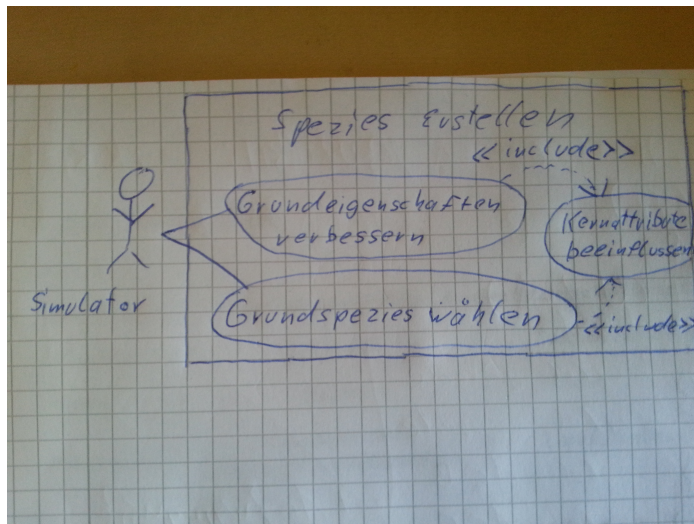 Spezies Erstellen
<< include >>
Grundeigenschaften
verbessern
Kernattribute
beeinflussen
Simulator
Grundspezies wählen
<<include>>